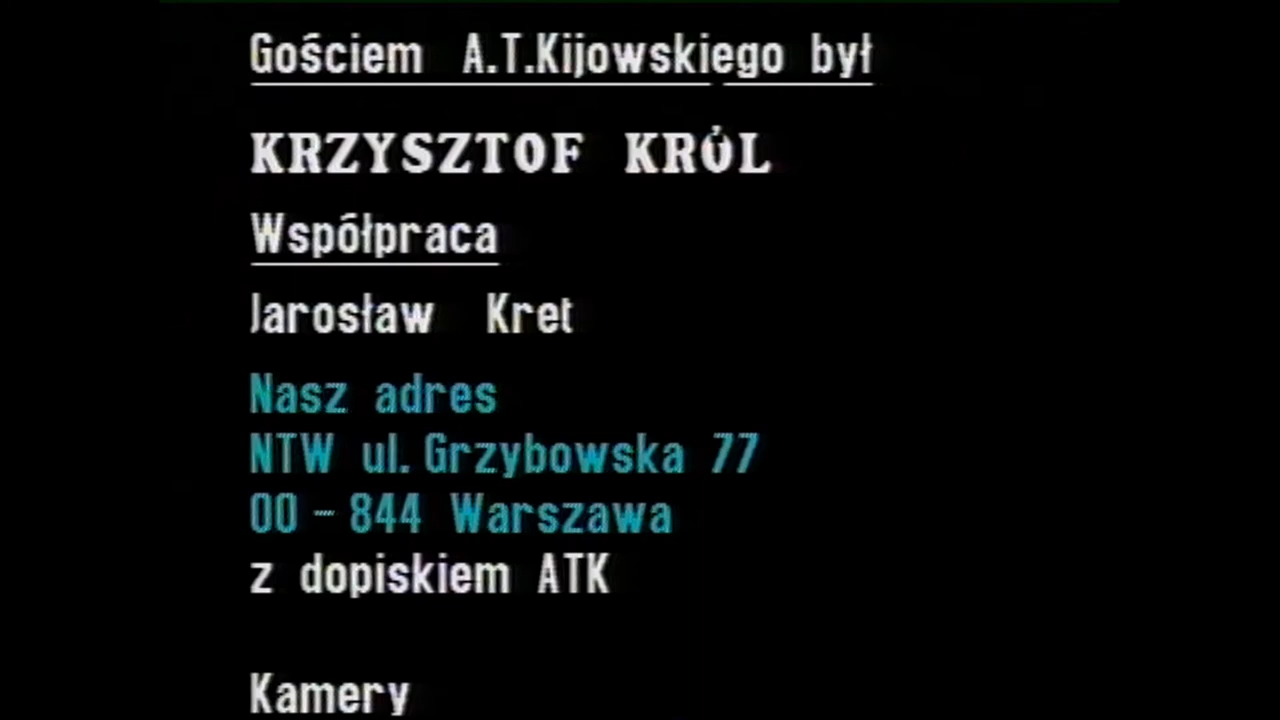 Gościem A.T.Kijowskiego był
KRZYSZTOF KRÓL
Współpraca
Jarosław Kret
Nasz adres
NTW ul. Grzybowska 77
00 - 844 Warszawa
z dopiskiem ATK
Kamery